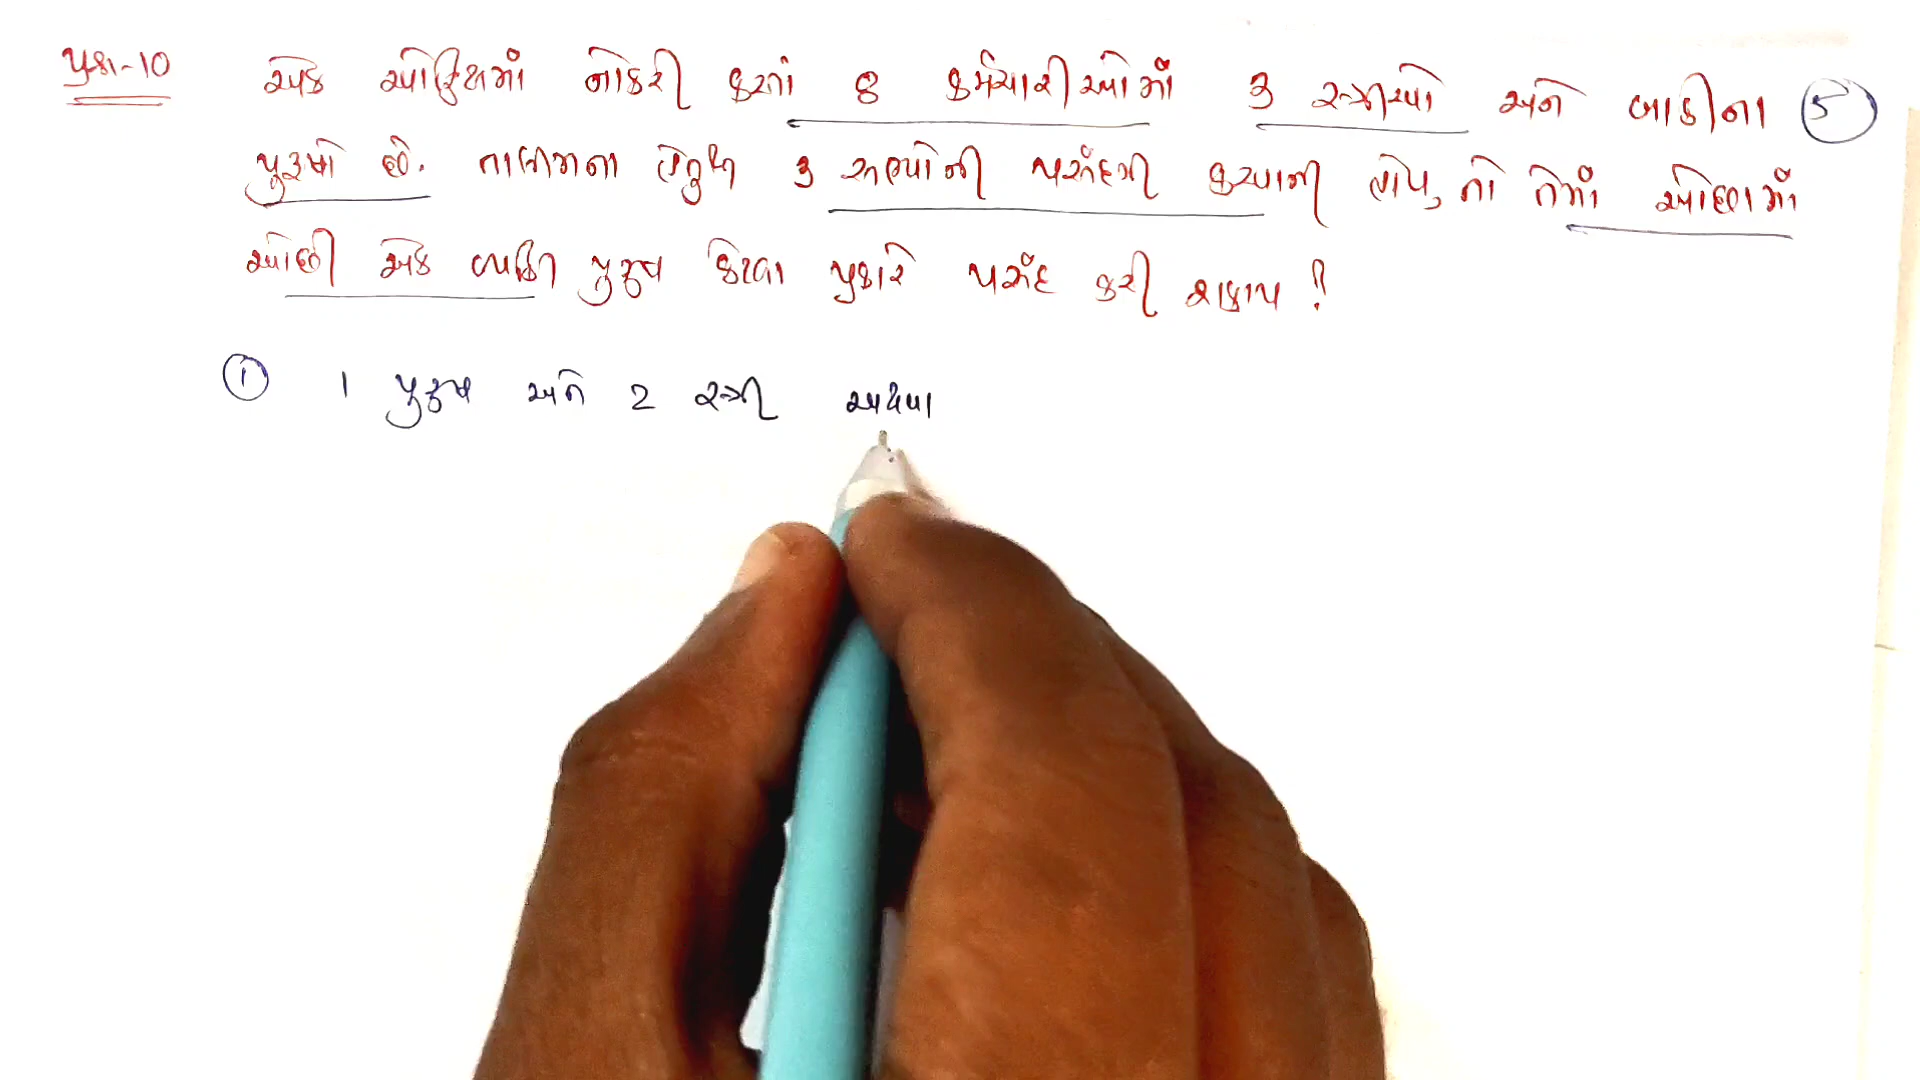 પ્રશ્ન-10 એક ઓફિસમાં નોકરી કરતાં 8 કર્મચારીઓમાં 3 સ્ત્રીઓ અને બાકીના 5
પુરુષો છે. તાલીમના હેતુથી 3 સભ્યોની પસંદગી કરવાની હોય, તો તેમાં ઓછામાં
ઓછી એક વ્યક્તિ પુરુષ કેટલા પ્રકારે પસંદ કરી શકાય ?
1 1 પુરુષ અને 2 સ્ત્રી અથવા